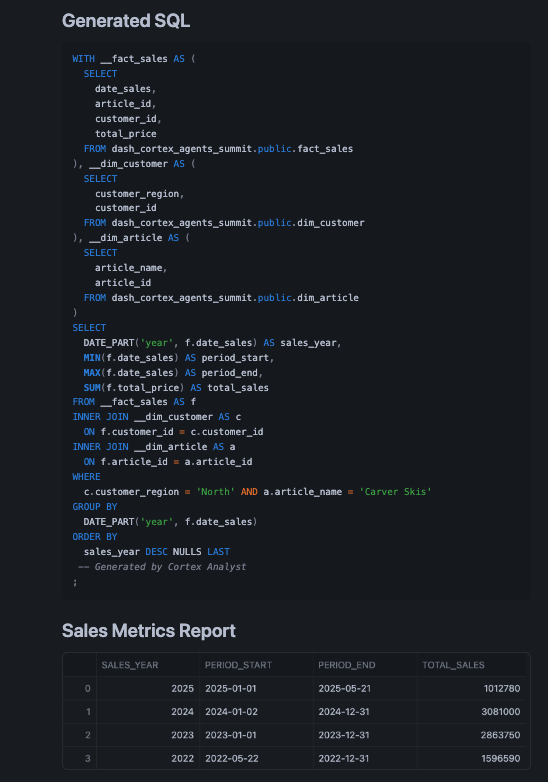 Generated SQL
WITH __fact_sales AS (
  SELECT
    date_sales,
    article_id,
    customer_id,
    total_price
  FROM dash_cortex_agents_summit.public.fact_sales
), __dim_customer AS (
  SELECT
    customer_region,
    customer_id
  FROM dash_cortex_agents_summit.public.dim_customer
), __dim_article AS (
  SELECT
    article_name,
    article_id
  FROM dash_cortex_agents_summit.public.dim_article
)
SELECT
  DATE_PART('year', f.date_sales) AS sales_year,
  MIN(f.date_sales) AS period_start,
  MAX(f.date_sales) AS period_end,
  SUM(f.total_price) AS total_sales
FROM __fact_sales AS f
INNER JOIN __dim_customer AS c
  ON f.customer_id = c.customer_id
INNER JOIN __dim_article AS a
  ON f.article_id = a.article_id
WHERE
  c.customer_region = 'North' AND a.article_name = 'Carver Skis'
GROUP BY
  DATE_PART('year', f.date_sales)
ORDER BY
  sales_year DESC NULLS LAST
 -- Generated by Cortex Analyst
;
Sales Metrics Report
SALES_YEAR PERIOD_START PERIOD_END TOTAL_SALES
0 2025 2025-01-01 2025-05-21 1012780
1 2024 2024-01-02 2024-12-31 3081000
2 2023 2023-01-01 2023-12-31 2863750
3 2022 2022-05-22 2022-12-31 1596590